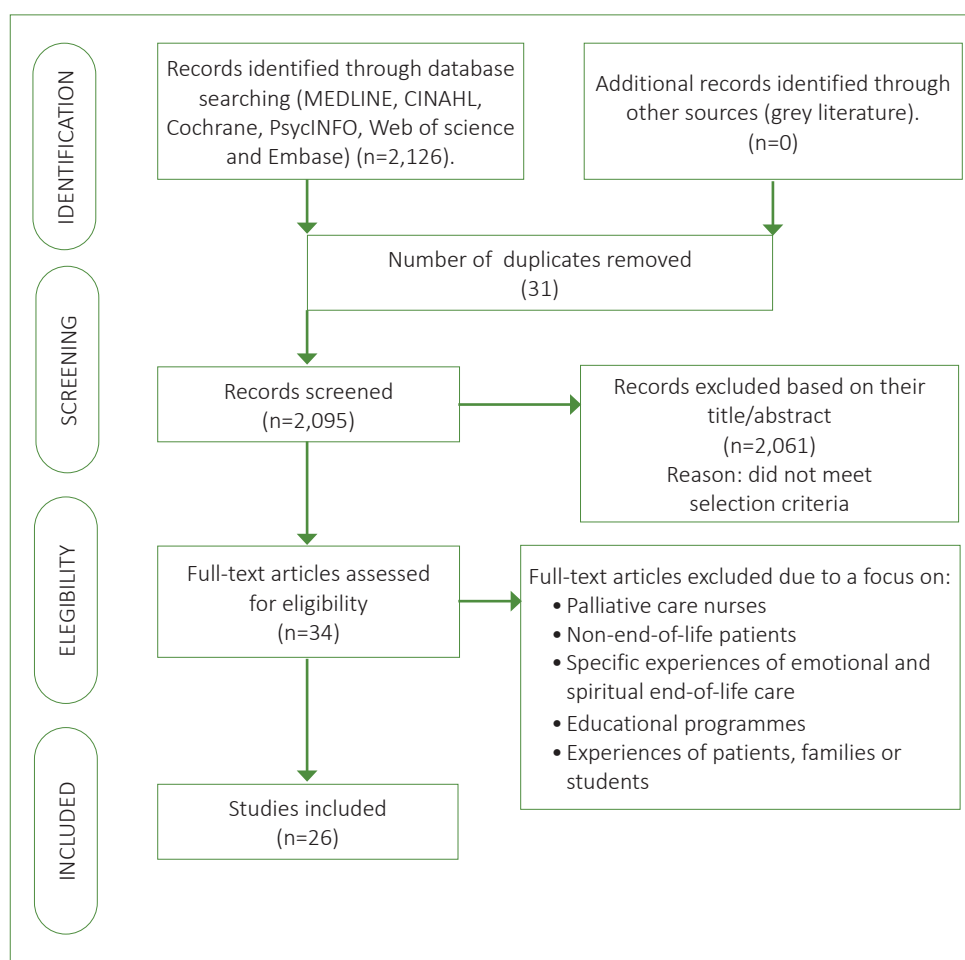 IDENTIFICATION
Records identified through database
searching (MEDLINE, CINAHL,
Cochrane, PsycINFO, Web of science
and Embase) (n=2,126).
Additional records identified through
other sources (grey literature).
(n=0)
Number of duplicates removed
(31)
SCREENING
Records screened
(n=2,095)
Records excluded based on their
title/abstract
(n=2,061)
Reason: did not meet
selection criteria
ELEGIBILITY
Full-text articles assessed
for eligibility
(n=34)
Full-text articles excluded due to a focus on:
• Palliative care nurses
• Non-end-of-life patients
• Specific experiences of emotional and
spiritual end-of-life care
• Educational programmes
• Experiences of patients, families or
students
INCLUDED
Studies included
(n=26)